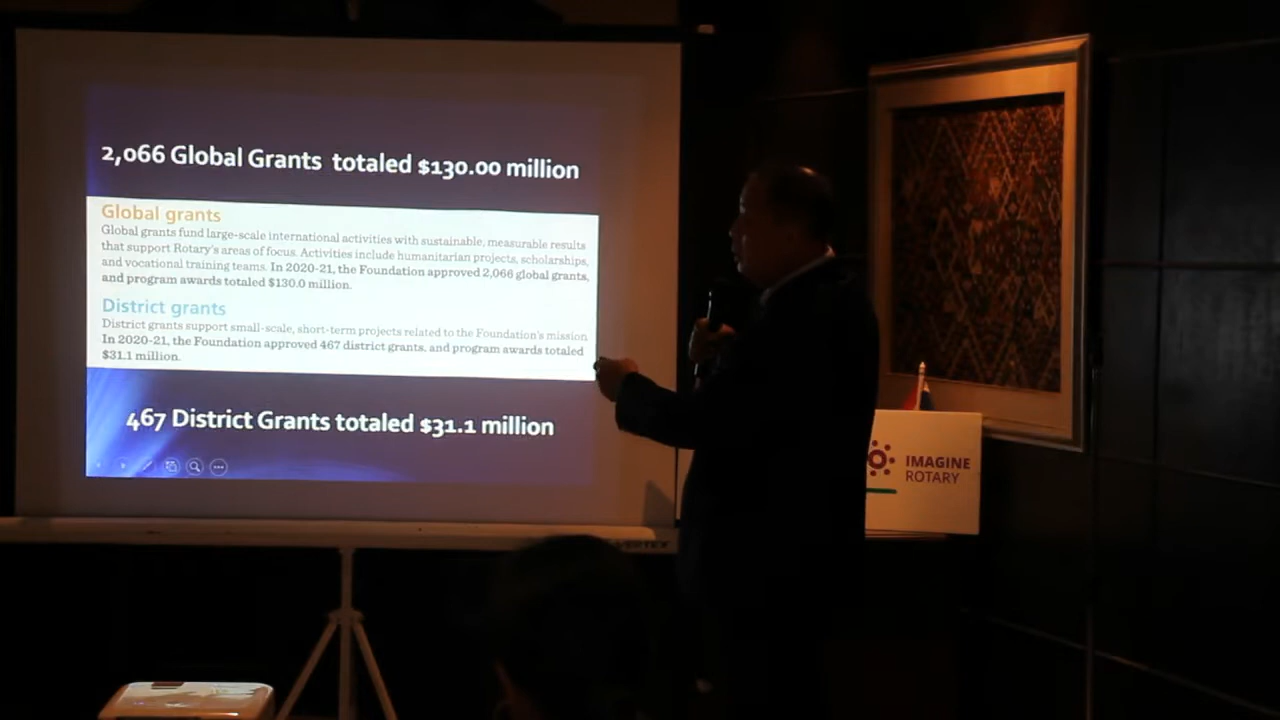 2,066 Global Grants totaled $130.00 million
Global grants
Global grants fund large-scale international activities with sustainable, measurable results
that support Rotary's areas of focus. Activities include humanitarian projects, scholarships,
and vocational training teams. In 2020-21, the Foundation approved 2,066 global grants,
and program awards totaled $130.0 million.
District grants
District grants support small-scale, short-term projects related to the Foundation's mission
In 2020-21, the Foundation approved 467 district grants, and program awards totaled
$31.1 million.
467 District Grants totaled $31.1 million
IMAGINE
ROTARY
VERTEX